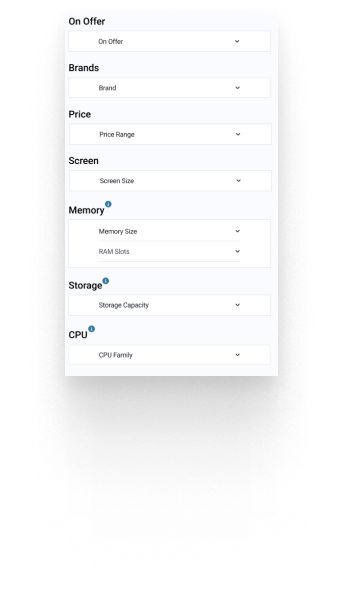 On Offer
On Offer
Brands
Brand
Price
Price Range
Screen
Screen Size
Memory
Memory Size
RAM Slots
Storage
Storage Capacity
CPU
CPU Family